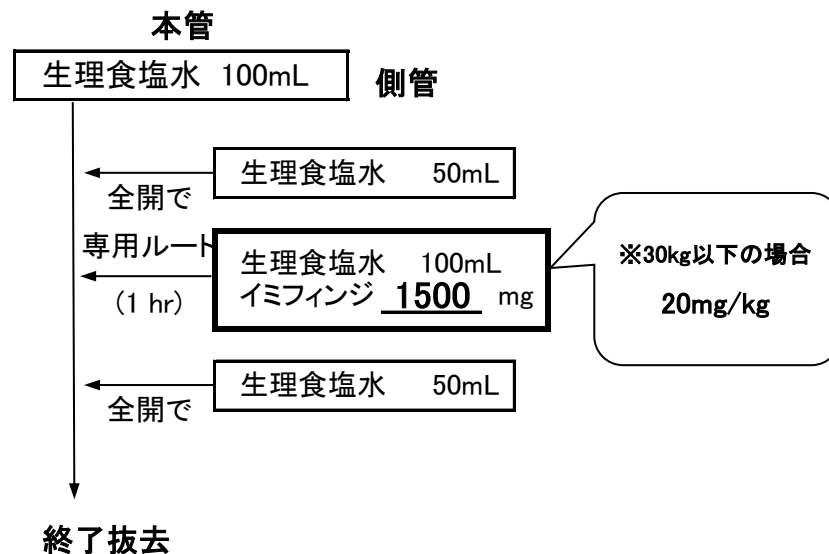 本管
生理食塩水 100mL
側管
生理食塩水 50mL
全開で
専用ルート
(1 hr)
生理食塩水 100mL
イミフィンジ 1500 mg
※30kg以下の場合
20mg/kg
生理食塩水 50mL
全開で
終了抜去